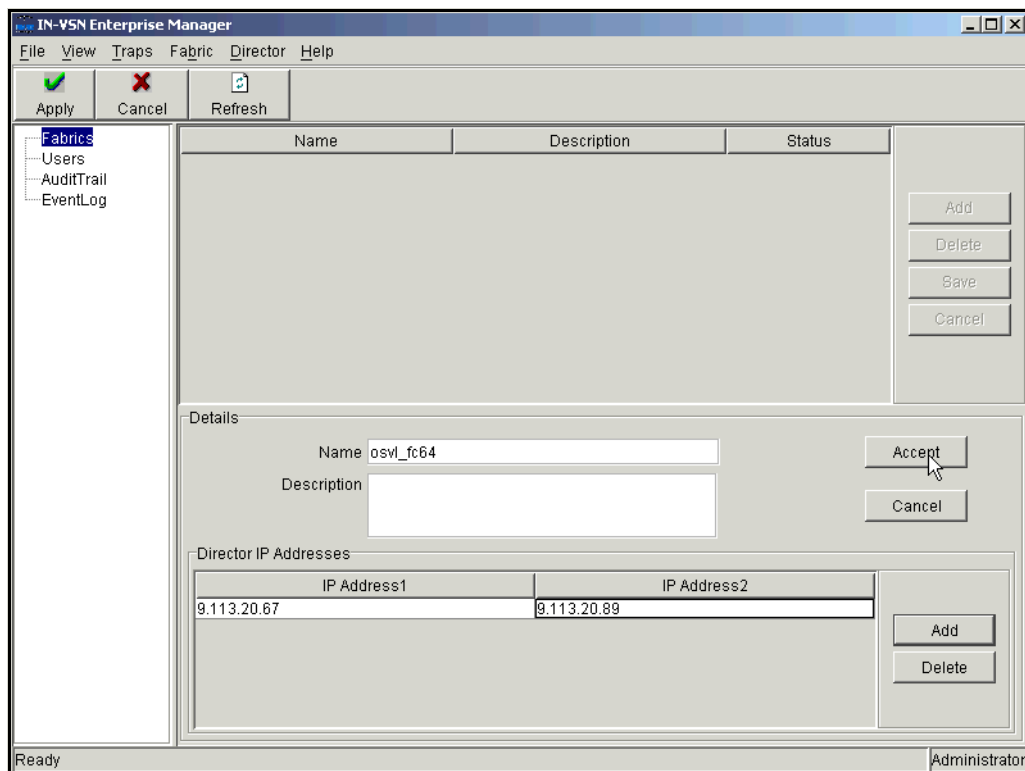 IN-VSN Enterprise Manager
File View Traps Fabric Director Help
Apply Cancel Refresh
Fabrics
Users
AuditTrail
EventLog
Name Description Status
Add
Delete
Save
Cancel
Details
Name osvl_fc64
Accept
Description
Cancel
Director IP Addresses
IP Address1 IP Address2
9.113.20.67 9.113.20.89
Add
Delete
Ready Administrator